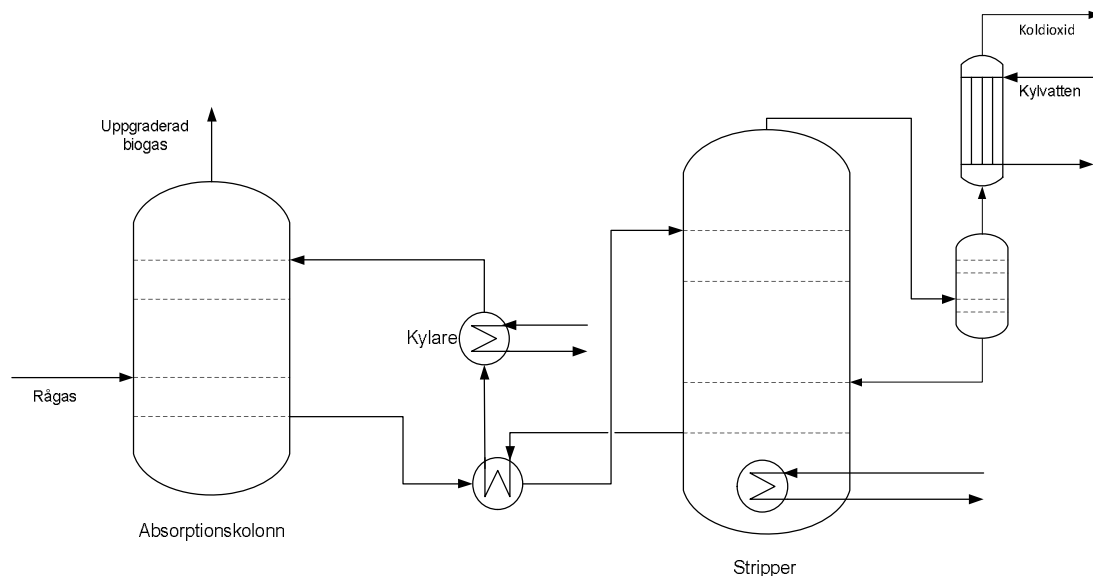 Koldioxid
Kylvatten
Uppgraderad
biogas
Kylare
Rågas
Absorptionskolonn
Stripper